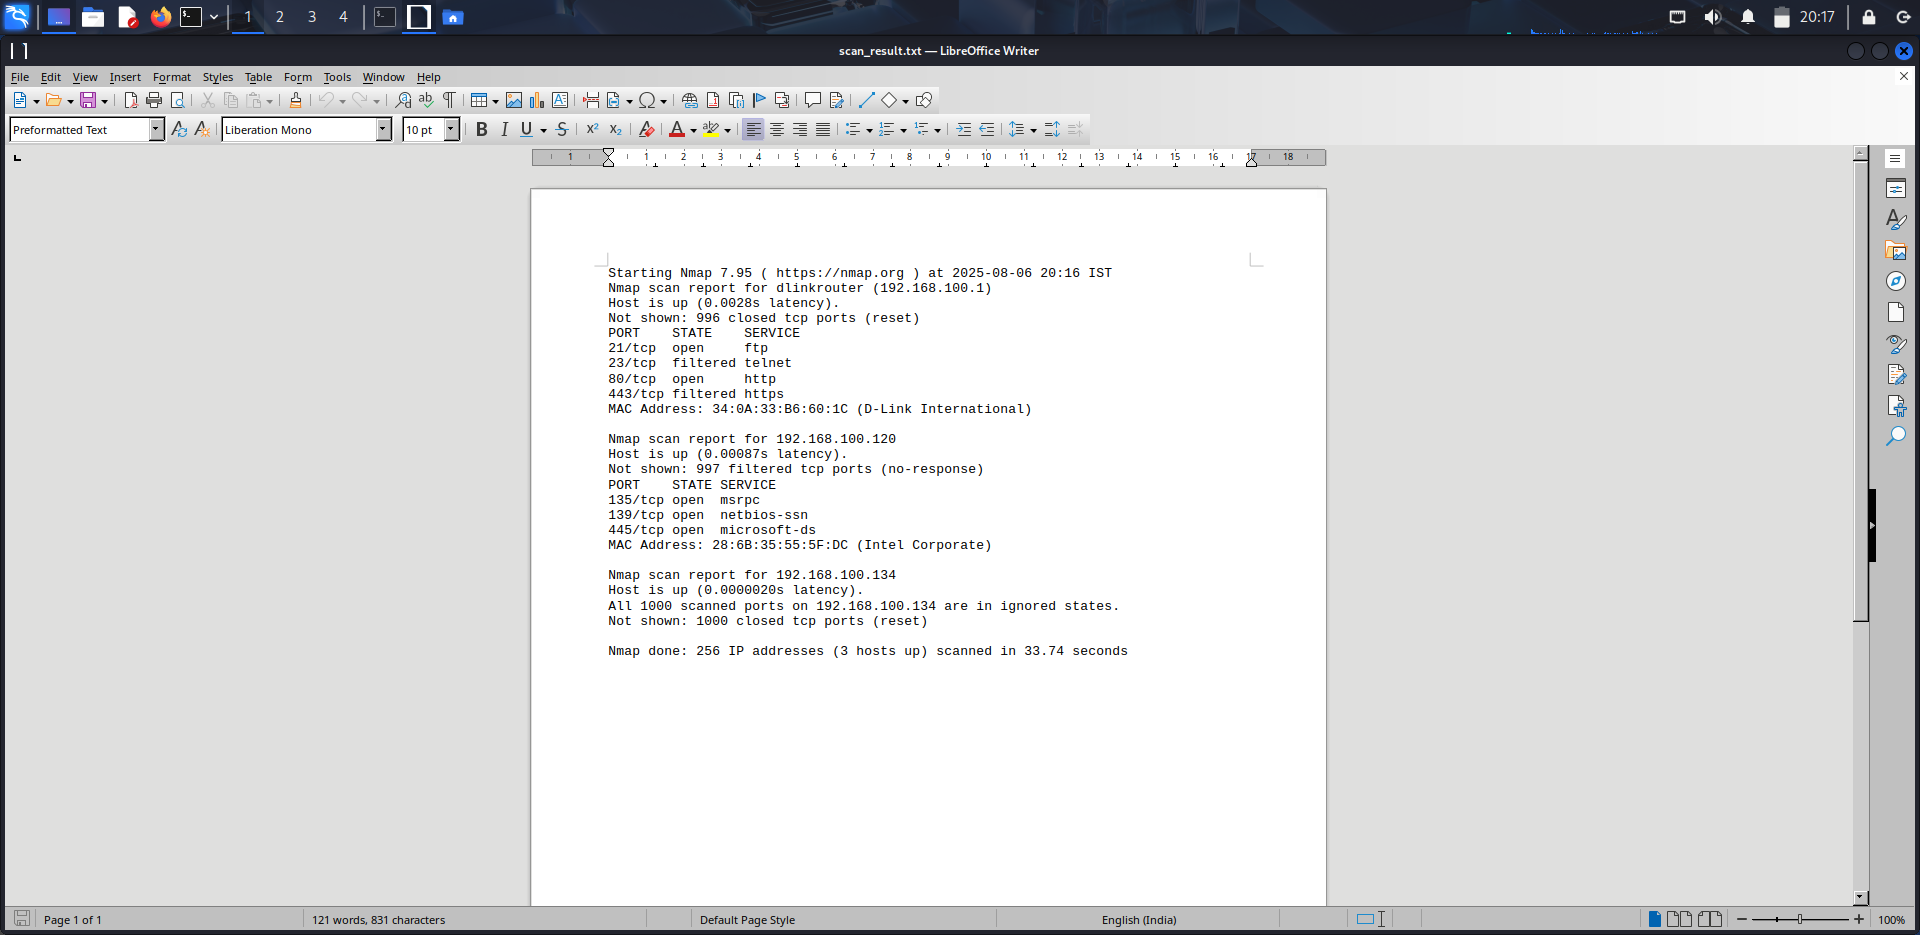 1 2 3 4
20:17
scan_result.txt — LibreOffice Writer
File Edit View Insert Format Styles Table Form Tools Window Help
Preformatted Text Liberation Mono 10 pt
1 1 2 3 4 5 6 7 8 9 10 11 12 13 14 15 16 17 18
Starting Nmap 7.95 ( https://nmap.org ) at 2025-08-06 20:16 IST
Nmap scan report for dlinkrouter (192.168.100.1)
Host is up (0.0028s latency).
Not shown: 996 closed tcp ports (reset)
PORT    STATE    SERVICE
21/tcp  open     ftp
23/tcp  filtered telnet
80/tcp  open     http
443/tcp filtered https
MAC Address: 34:0A:33:B6:60:1C (D-Link International)
Nmap scan report for 192.168.100.120
Host is up (0.00087s latency).
Not shown: 997 filtered tcp ports (no-response)
PORT    STATE SERVICE
135/tcp open  msrpc
139/tcp open  netbios-ssn
445/tcp open  microsoft-ds
MAC Address: 28:6B:35:55:5F:DC (Intel Corporate)
Nmap scan report for 192.168.100.134
Host is up (0.0000020s latency).
All 1000 scanned ports on 192.168.100.134 are in ignored states.
Not shown: 1000 closed tcp ports (reset)
Nmap done: 256 IP addresses (3 hosts up) scanned in 33.74 seconds
Page 1 of 1 121 words, 831 characters Default Page Style English (India) 100%